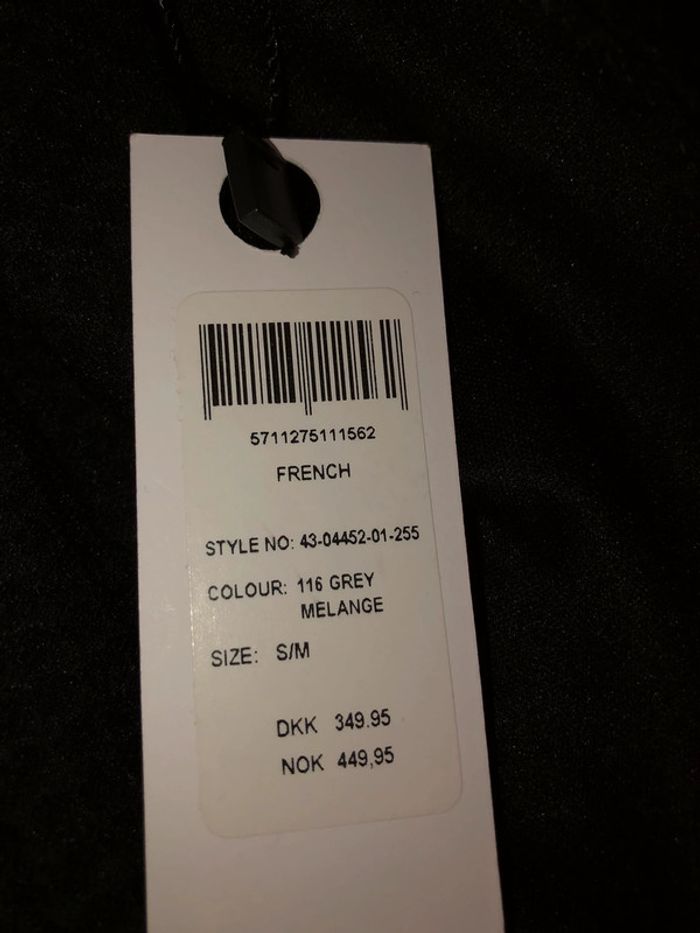 5711275111562
FRENCH
STYLE NO: 43-04452-01-255
COLOUR: 116 GREY
MELANGE
SIZE: S/M
DKK 349.95
NOK 449,95